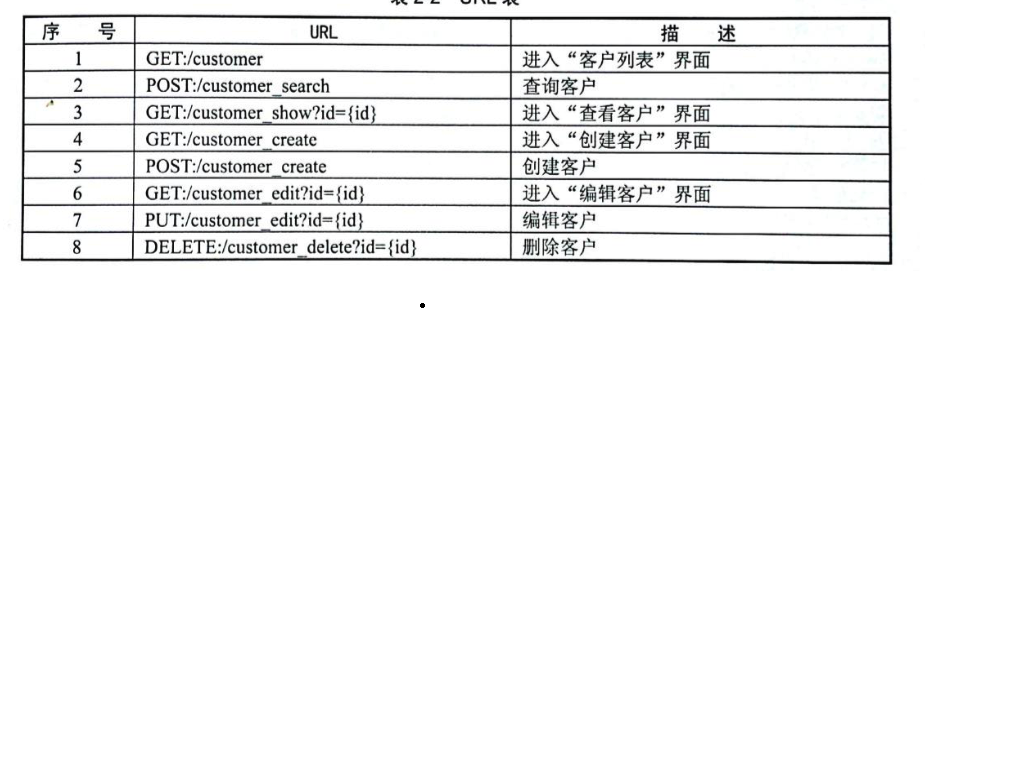 表 2-2 URL 表
序 号 URL 描 述
1 GET:/customer 进入“客户列表”界面
2 POST:/customer_search 查询客户
3 GET:/customer_show?id={id} 进入“查看客户”界面
4 GET:/customer_create 进入“创建客户”界面
5 POST:/customer_create 创建客户
6 GET:/customer_edit?id={id} 进入“编辑客户”界面
7 PUT:/customer_edit?id={id} 编辑客户
8 DELETE:/customer_delete?id={id} 删除客户